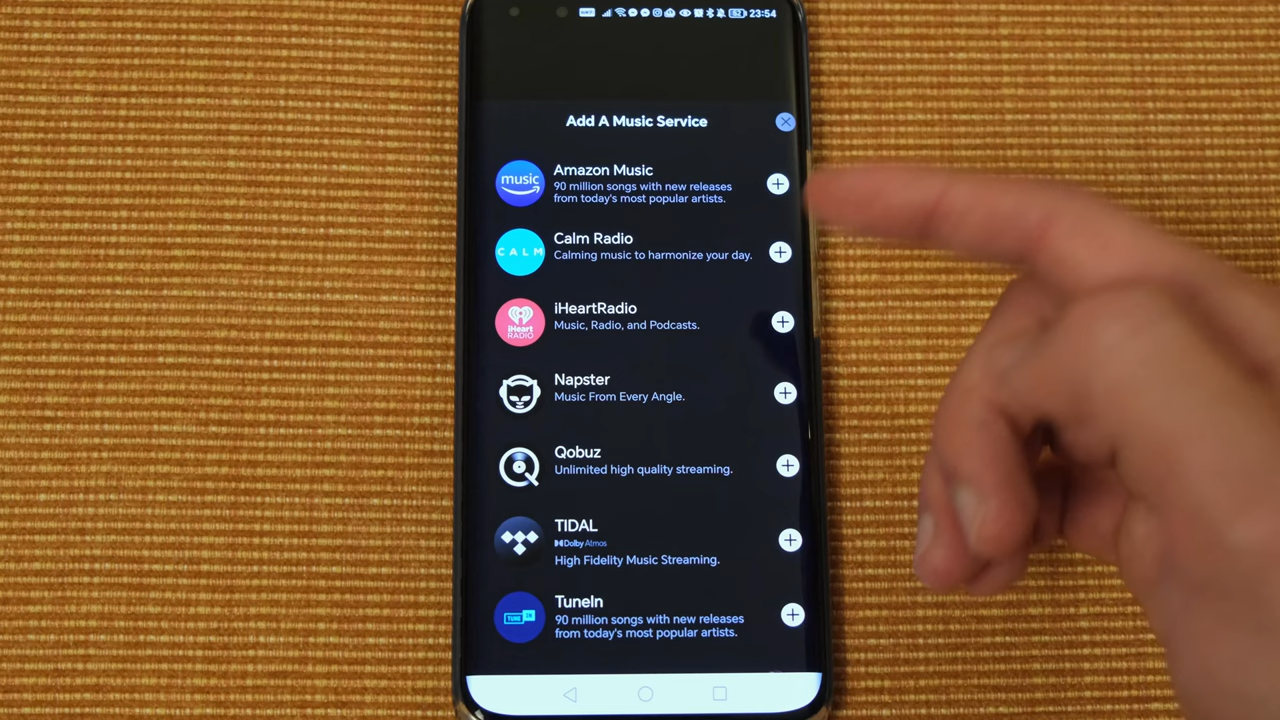 23:54
Add A Music Service
music
Amazon Music
90 million songs with new releases
from today's most popular artists.
CALM
Calm Radio
Calming music to harmonize your day.
iHeart
RADIO
iHeartRadio
Music, Radio, and Podcasts.
Napster
Music From Every Angle.
Qobuz
Unlimited high quality streaming.
TIDAL
Dolby Atmos
High Fidelity Music Streaming.
TUNE IN
TuneIn
90 million songs with new releases
from today's most popular artists.